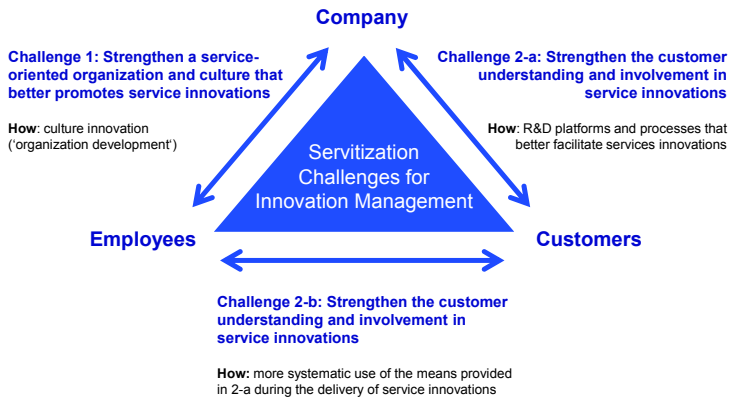 Company
Challenge 1: Strengthen a service-
oriented organization and culture that
better promotes service innovations
How: culture innovation
(‘organization development‘)
Challenge 2-a: Strengthen the customer
understanding and involvement in
service innovations
How: R&D platforms and processes that
better facilitate services innovations
Servitization
Challenges for
Innovation Management
Employees
Customers
Challenge 2-b: Strengthen the customer
understanding and involvement in
service innovations
How: more systematic use of the means provided
in 2-a during the delivery of service innovations